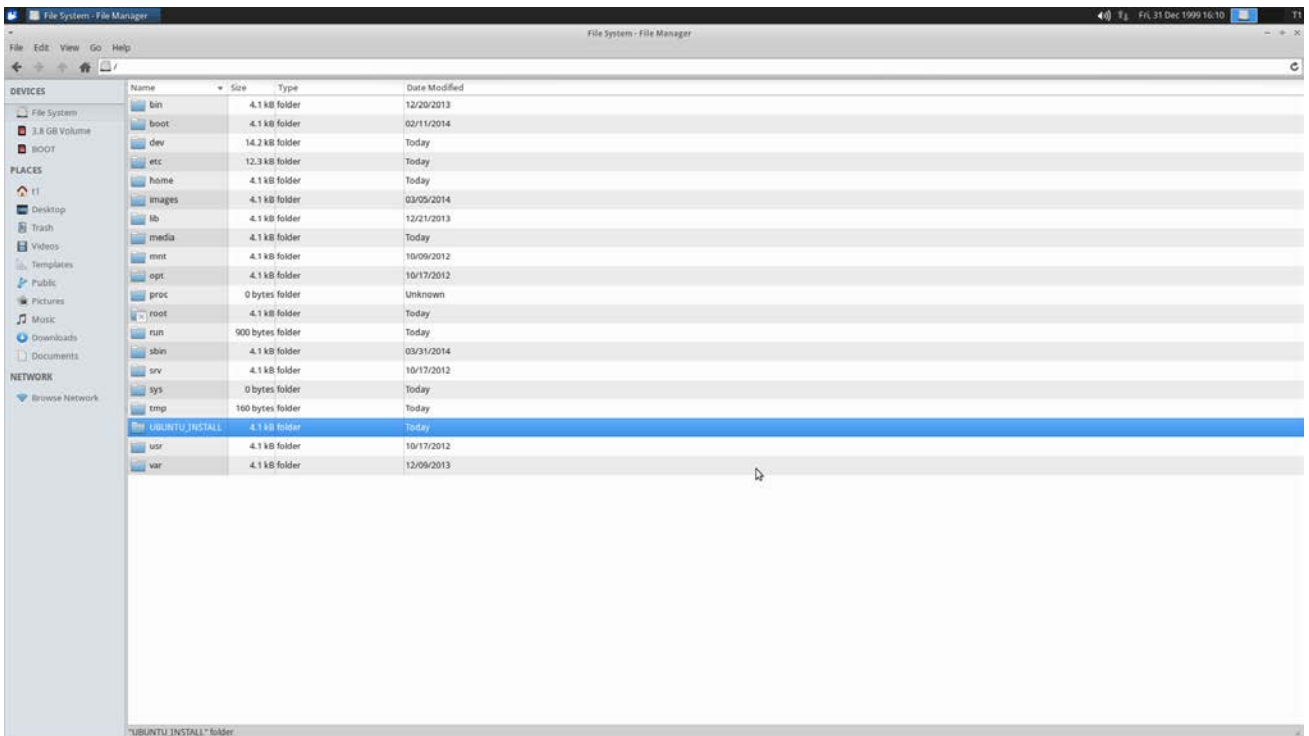 File System - File Manager
Fri, 31 Dec 1999 16:10 T1
File System - File Manager
File Edit View Go Help
/
DEVICES
File System
3.8 GB Volume
BOOT
PLACES
t1
Desktop
Trash
Videos
Templates
Public
Pictures
Music
Downloads
Documents
NETWORK
Browse Network
Name Size Type Date Modified
bin 4.1 kB folder 12/20/2013
boot 4.1 kB folder 02/11/2014
dev 14.2 kB folder Today
etc 12.3 kB folder Today
home 4.1 kB folder Today
images 4.1 kB folder 03/05/2014
lib 4.1 kB folder 12/21/2013
media 4.1 kB folder Today
mnt 4.1 kB folder 10/09/2012
opt 4.1 kB folder 10/17/2012
proc 0 bytes folder Unknown
root 4.1 kB folder Today
run 900 bytes folder Today
sbin 4.1 kB folder 03/31/2014
srv 4.1 kB folder 10/17/2012
sys 0 bytes folder Today
tmp 160 bytes folder Today
UBUNTU_INSTALL 4.1 kB folder Today
usr 4.1 kB folder 10/17/2012
var 4.1 kB folder 12/09/2013
"UBUNTU_INSTALL" folder